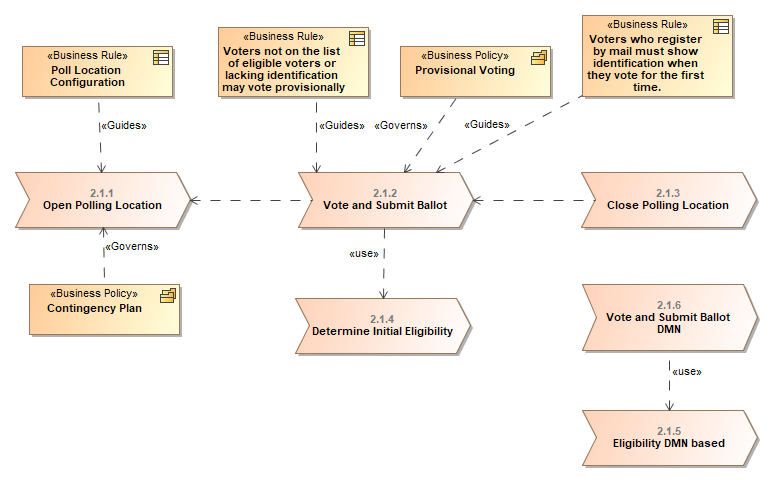 «Business Rule»
Poll Location
Configuration
«Business Rule»
Voters not on the list
of eligible voters or
lacking identification
may vote provisionally
«Business Policy»
Provisional Voting
«Business Rule»
Voters who register
by mail must show
identification when
they vote for the first
time.
«Guides»
«Guides»
«Governs»
«Guides»
2.1.1
Open Polling Location
2.1.2
Vote and Submit Ballot
2.1.3
Close Polling Location
«Governs»
«use»
«Business Policy»
Contingency Plan
2.1.4
Determine Initial Eligibility
2.1.6
Vote and Submit Ballot
DMN
«use»
2.1.5
Eligibility DMN based